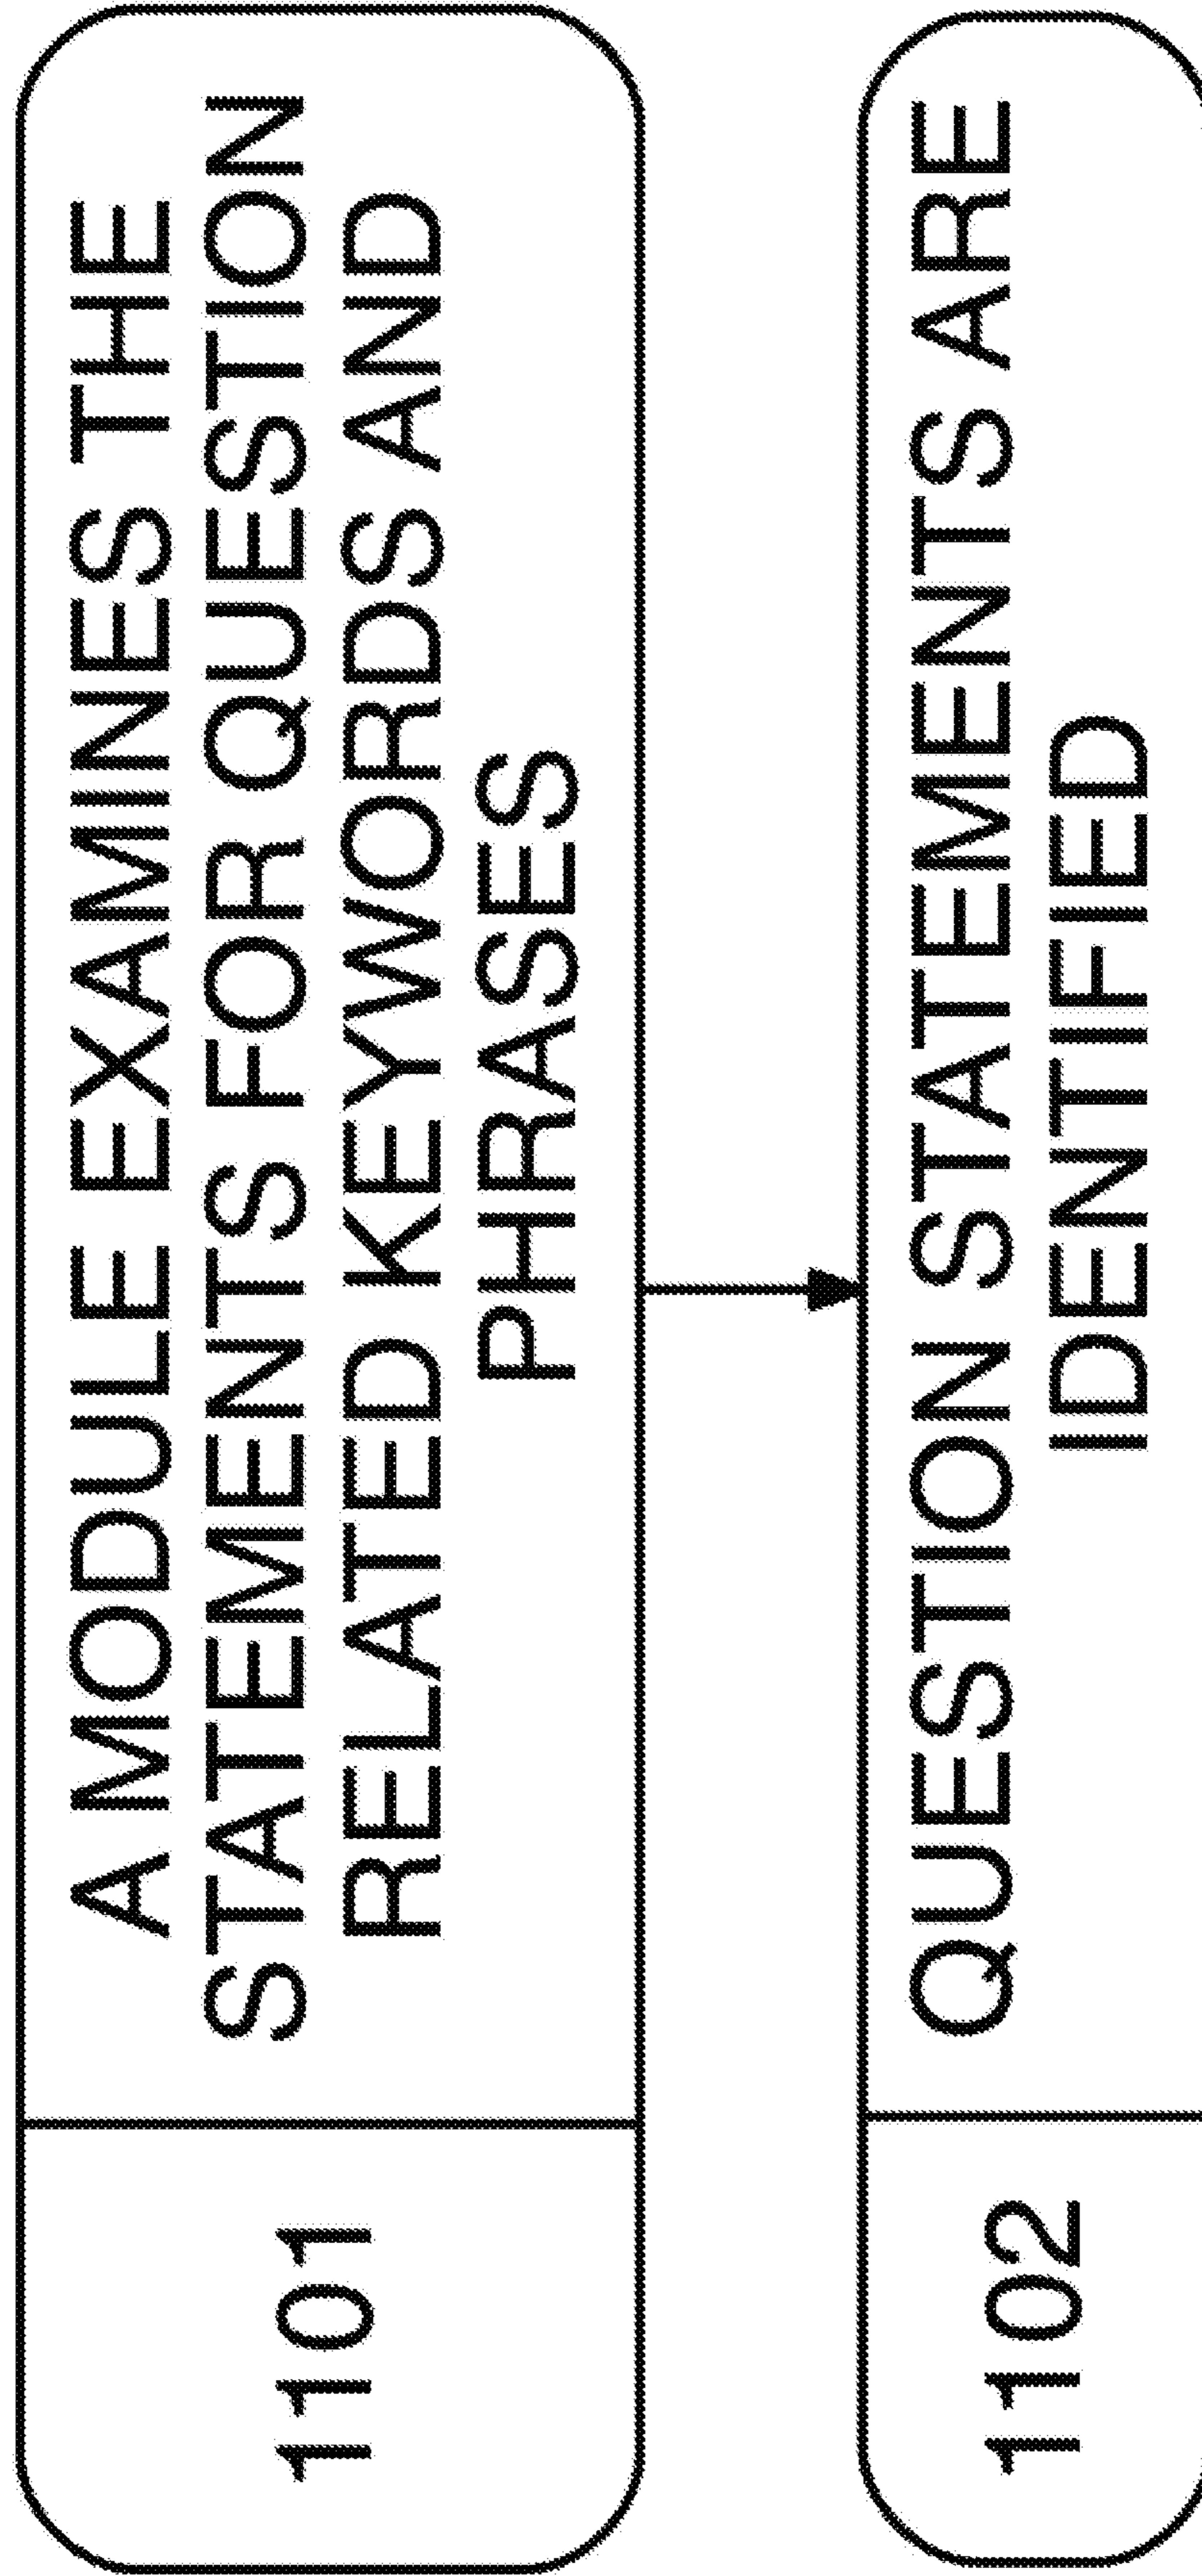 1101
A MODULE EXAMINES THE
STATEMENTS FOR QUESTION
RELATED KEYWORDS AND
PHRASES
1102
QUESTION STATEMENTS ARE
IDENTIFIED